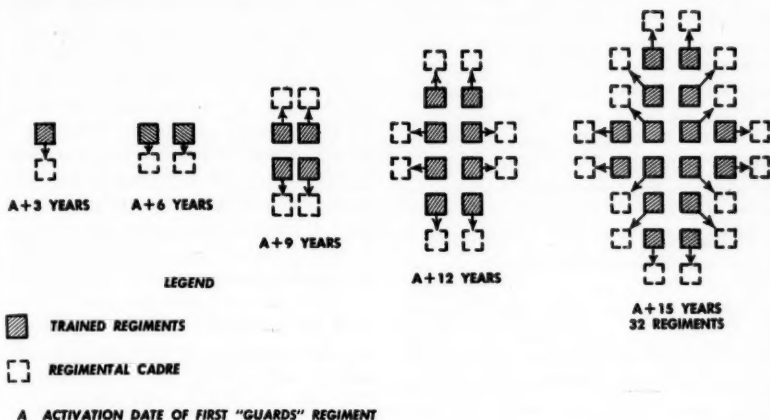 A+3 YEARS
A+6 YEARS
A+9 YEARS
A+12 YEARS
A+15 YEARS
32 REGIMENTS
LEGEND
TRAINED REGIMENTS
REGIMENTAL CADRE
A ACTIVATION DATE OF FIRST "GUARDS" REGIMENT